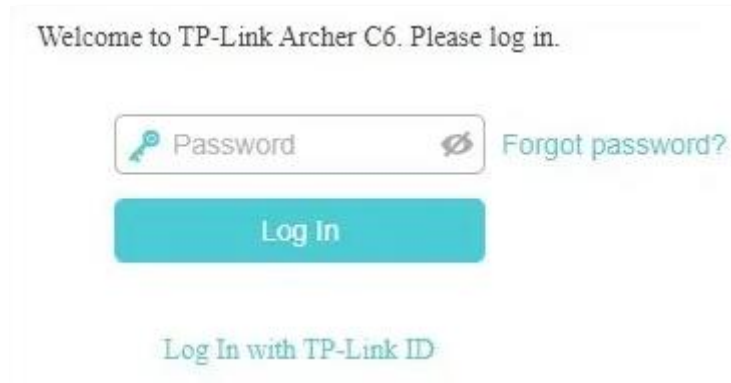 Welcome to TP-Link Archer C6. Please log in.
Password
Forgot password?
Log In
Log In with TP-Link ID